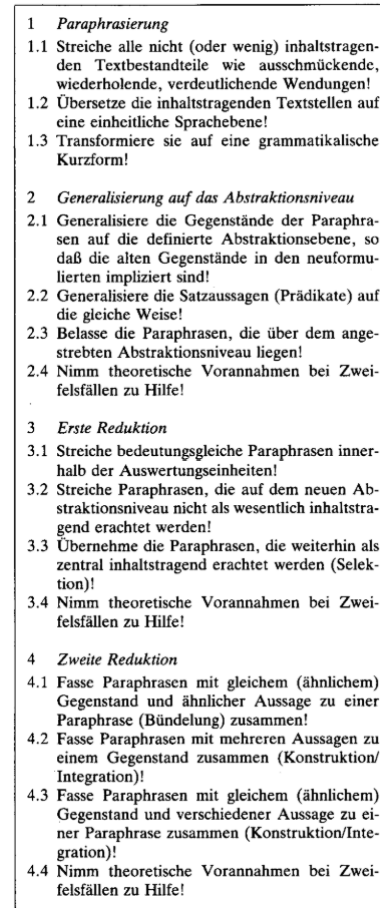 1 Paraphrasierung
1.1 Streiche alle nicht (oder wenig) inhaltstragen-
den Textbestandteile wie ausschmückende,
wiederholende, verdeutlichende Wendungen!
1.2 Übersetze die inhaltstragenden Textstellen auf
eine einheitliche Sprachebene!
1.3 Transformiere sie auf eine grammatikalische
Kurzform!
2 Generalisierung auf das Abstraktionsniveau
2.1 Generalisiere die Gegenstände der Paraphra-
sen auf die definierte Abstraktionsebene, so
daß die alten Gegenstände in den neuformu-
lierten impliziert sind!
2.2 Generalisiere die Satzaussagen (Prädikate) auf
die gleiche Weise!
2.3 Belasse die Paraphrasen, die über dem ange-
strebten Abstraktionsniveau liegen!
2.4 Nimm theoretische Vorannahmen bei Zwei-
felsfällen zu Hilfe!
3 Erste Reduktion
3.1 Streiche bedeutungsgleiche Paraphrasen inner-
halb der Auswertungseinheiten!
3.2 Streiche Paraphrasen, die auf dem neuen Ab-
straktionsniveau nicht als wesentlich inhaltstra-
gend erachtet werden!
3.3 Übernehme die Paraphrasen, die weiterhin als
zentral inhaltstragend erachtet werden (Selek-
tion)!
3.4 Nimm theoretische Vorannahmen bei Zwei-
felsfällen zu Hilfe!
4 Zweite Reduktion
4.1 Fasse Paraphrasen mit gleichem (ähnlichem)
Gegenstand und ähnlicher Aussage zu einer
Paraphrase (Bündelung) zusammen!
4.2 Fasse Paraphrasen mit mehreren Aussagen zu
einem Gegenstand zusammen (Konstruktion/
Integration)!
4.3 Fasse Paraphrasen mit gleichem (ähnlichem)
Gegenstand und verschiedener Aussage zu ei-
ner Paraphrase zusammen (Konstruktion/Inte-
gration)!
4.4 Nimm theoretische Vorannahmen bei Zwei-
felsfällen zu Hilfe!